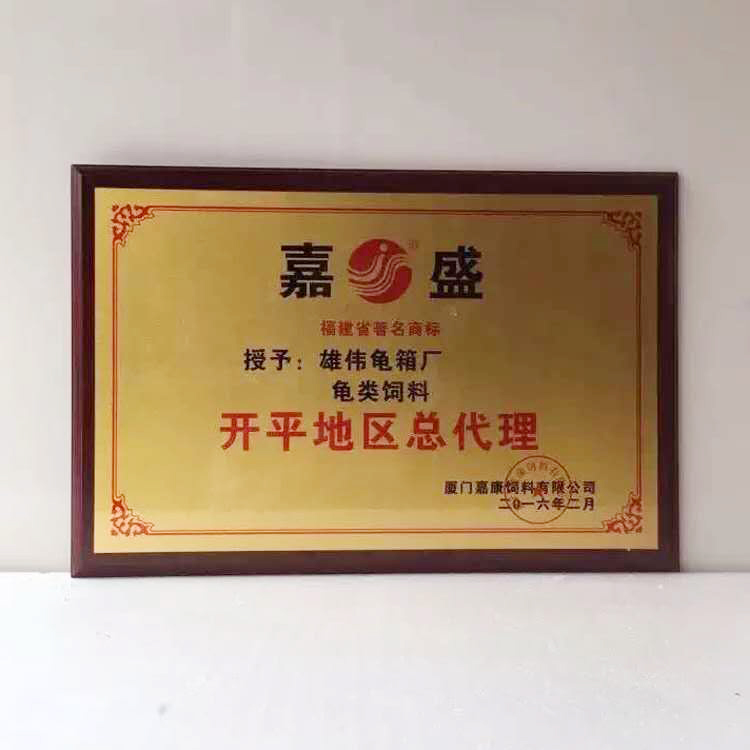 嘉盛
福建省著名商标
授予：雄伟龟箱厂
龟类饲料
开平地区总代理
厦门嘉康饲料有限公司
二0一六年二月